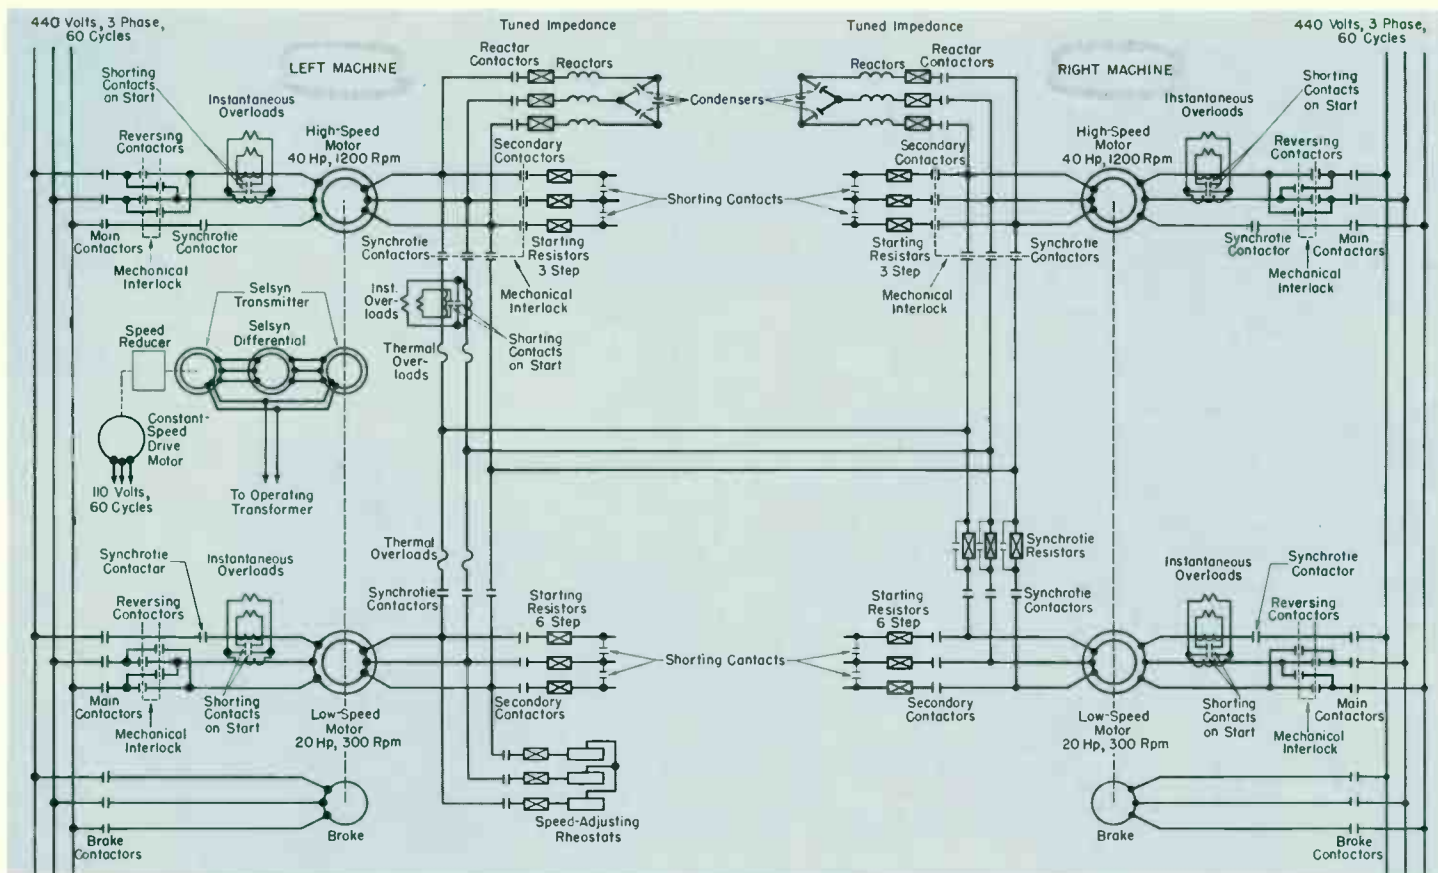 440 Volts, 3 Phase,
60 Cycles
Tuned Impedance
Tuned Impedance
440 Volts, 3 Phase,
60 Cycles
Shorting
Contacts
on Start
LEFT MACHINE
Instantaneous
Overloads
Reversing
Contactors
High-Speed
Motor
40 Hp, 1200 Rpm
Reactor
Contactors
Reactors
Condensers
Reactors
Reactor
Contactors
RIGHT MACHINE
Shorting
Contacts
on Start
Instantaneous
Overloads
Reversing
Contactors
High-Speed
Motor
40 Hp, 1200 Rpm
Secondary
Contactors
Secondary
Contactors
Shorting Contacts
Main
Contactors
Synchrotie
Contactor
Mechanical
Interlock
Synchrotie
Contactors
Starting
Resistors
3 Step
Mechanical
Interlock
Starting
Resistors
3 Step
Synchrotie
Contactors
Mechanical
Interlock
Synchrotie
Contactor
Main
Contactors
Mechanical
Interlock
Selsyn
Transmitter
Speed
Reducer
Selsyn
Differential
Inst.
Over-
loads
Thermal
Over-
loads
Shorting
Contacts
on Start
Constant-
Speed
Drive
Motor
110 Volts,
60 Cycles
To Operating
Transformer
Synchrotie
Contactor
Instantaneous
Overloads
Thermal
Overloads
Synchrotie
Resistors
Instantaneous
Overloads
Synchrotie
Contactor
Reversing
Contactors
Synchrotie
Contactors
Starting
Resistors
6 Step
Starting
Resistors
6 Step
Synchrotie
Contactors
Reversing
Contactors
Shorting Contacts
Main
Contactors
Mechanical
Interlock
Shorting
Contacts
on Start
Low-Speed
Motor
20 Hp, 300 Rpm
Secondary
Contactors
Secondary
Contactors
Low-Speed
Motor
20 Hp, 300 Rpm
Shorting
Contacts
on Start
Main
Contactors
Mechanical
Interlock
Brake
Contactors
Brake
Speed-Adjusting
Rheostats
Brake
Brake
Contactors